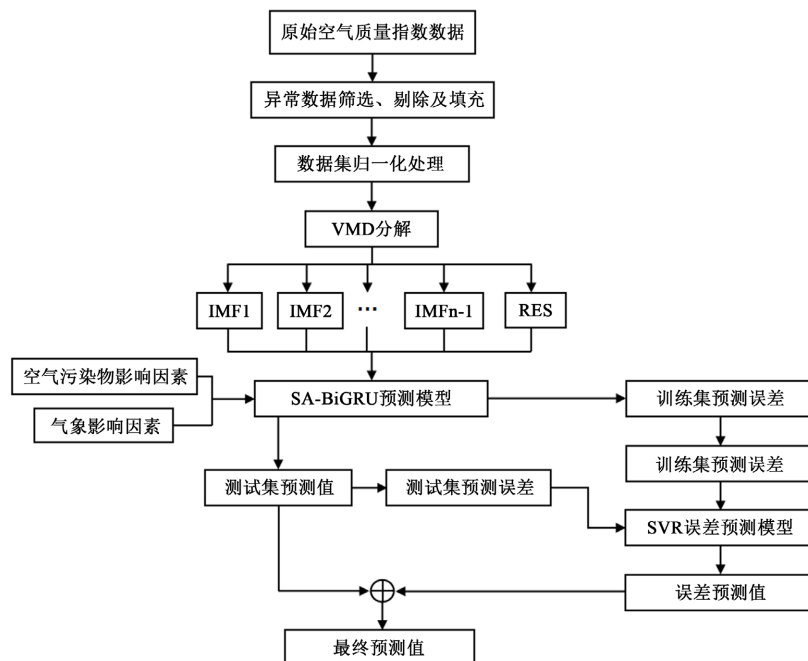 原始空气质量指数数据
异常数据筛选、剔除及填充
数据集归一化处理
VMD分解
IMF1
IMF2
...
IMFn-1
RES
空气污染物影响因素
气象影响因素
SA-BiGRU预测模型
训练集预测误差
训练集预测误差
测试集预测值
测试集预测误差
SVR误差预测模型
误差预测值
最终预测值